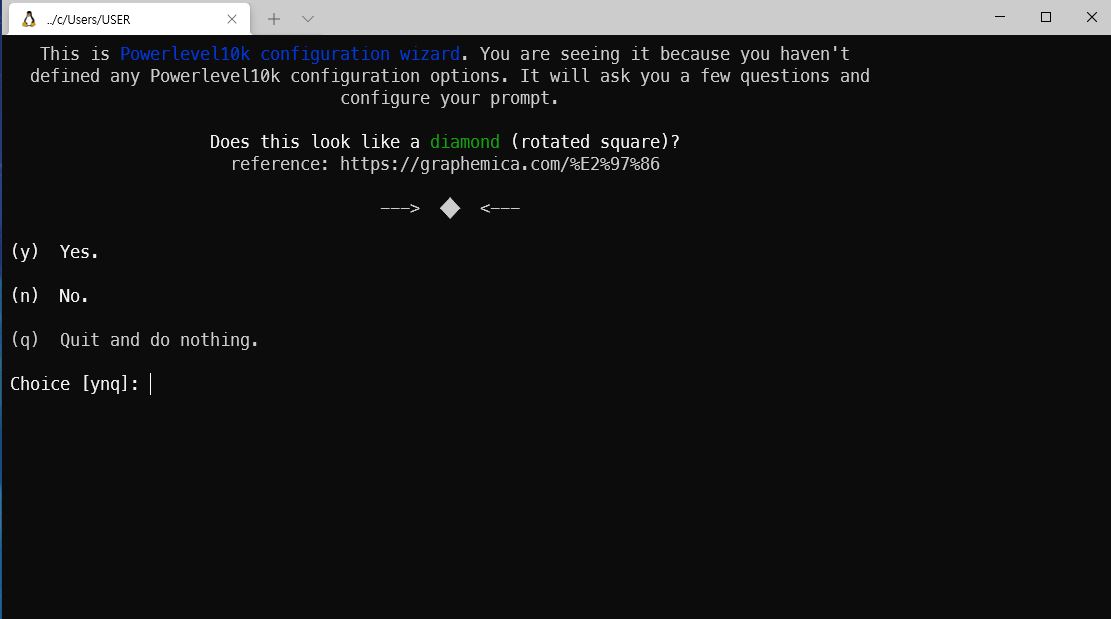 ../c/Users/USER
This is Powerlevel10k configuration wizard. You are seeing it because you haven't
defined any Powerlevel10k configuration options. It will ask you a few questions and
configure your prompt.
Does this look like a diamond (rotated square)?
reference: https://graphemica.com/%E2%97%86
---> ◆ <---
(y) Yes.
(n) No.
(q) Quit and do nothing.
Choice [ynq]: